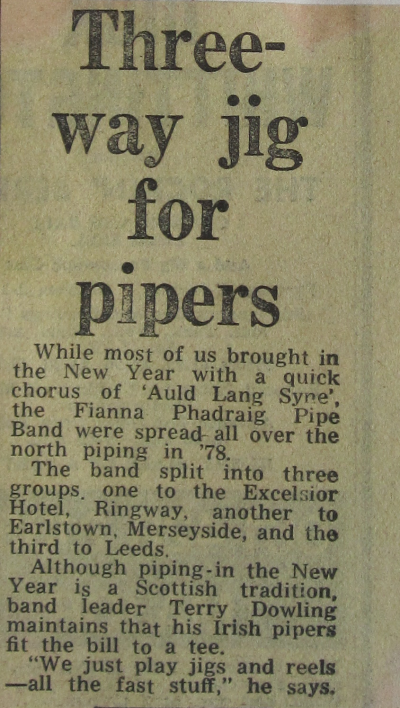 Three-
way jig
for
pipers
While most of us brought in
the New Year with a quick
chorus of 'Auld Lang Syne',
the Fianna Phadraig Pipe
Band were spread all over the
north piping in '78.
The band split into three
groups, one to the Excelsior
Hotel, Ringway, another to
Earlstown, Merseyside, and the
third to Leeds.
Although piping-in the New
Year is a Scottish tradition,
band leader Terry Dowling
maintains that his Irish pipers
fit the bill to a tee.
"We just play jigs and reels
—all the fast stuff," he says.